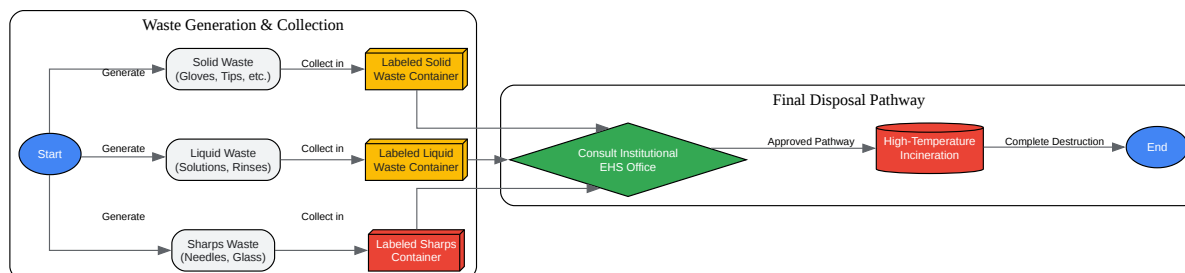 Waste Generation & Collection
Solid Waste
(Gloves, Tips, etc.)
Generate
Collect in
Labeled Solid
Waste Container
Start
Generate
Liquid Waste
(Solutions, Rinses)
Collect in
Labeled Liquid
Waste Container
Generate
Sharps Waste
(Needles, Glass)
Collect in
Labeled Sharps
Container
Final Disposal Pathway
Consult Institutional
EHS Office
Approved Pathway
High-Temperature
Incineration
Complete Destruction
End